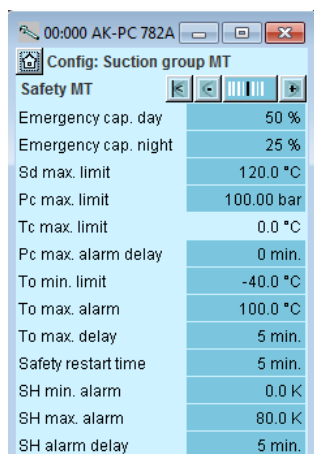 00:000 AK-PC 782A
Config: Suction group MT
Safety MT
Emergency cap. day 50 %
Emergency cap. night 25 %
Sd max. limit 120.0 °C
Pc max. limit 100.00 bar
Tc max. limit 0.0 °C
Pc max. alarm delay 0 min.
To min. limit -40.0 °C
To max. alarm 100.0 °C
To max. delay 5 min.
Safety restart time 5 min.
SH min. alarm 0.0 K
SH max. alarm 80.0 K
SH alarm delay 5 min.